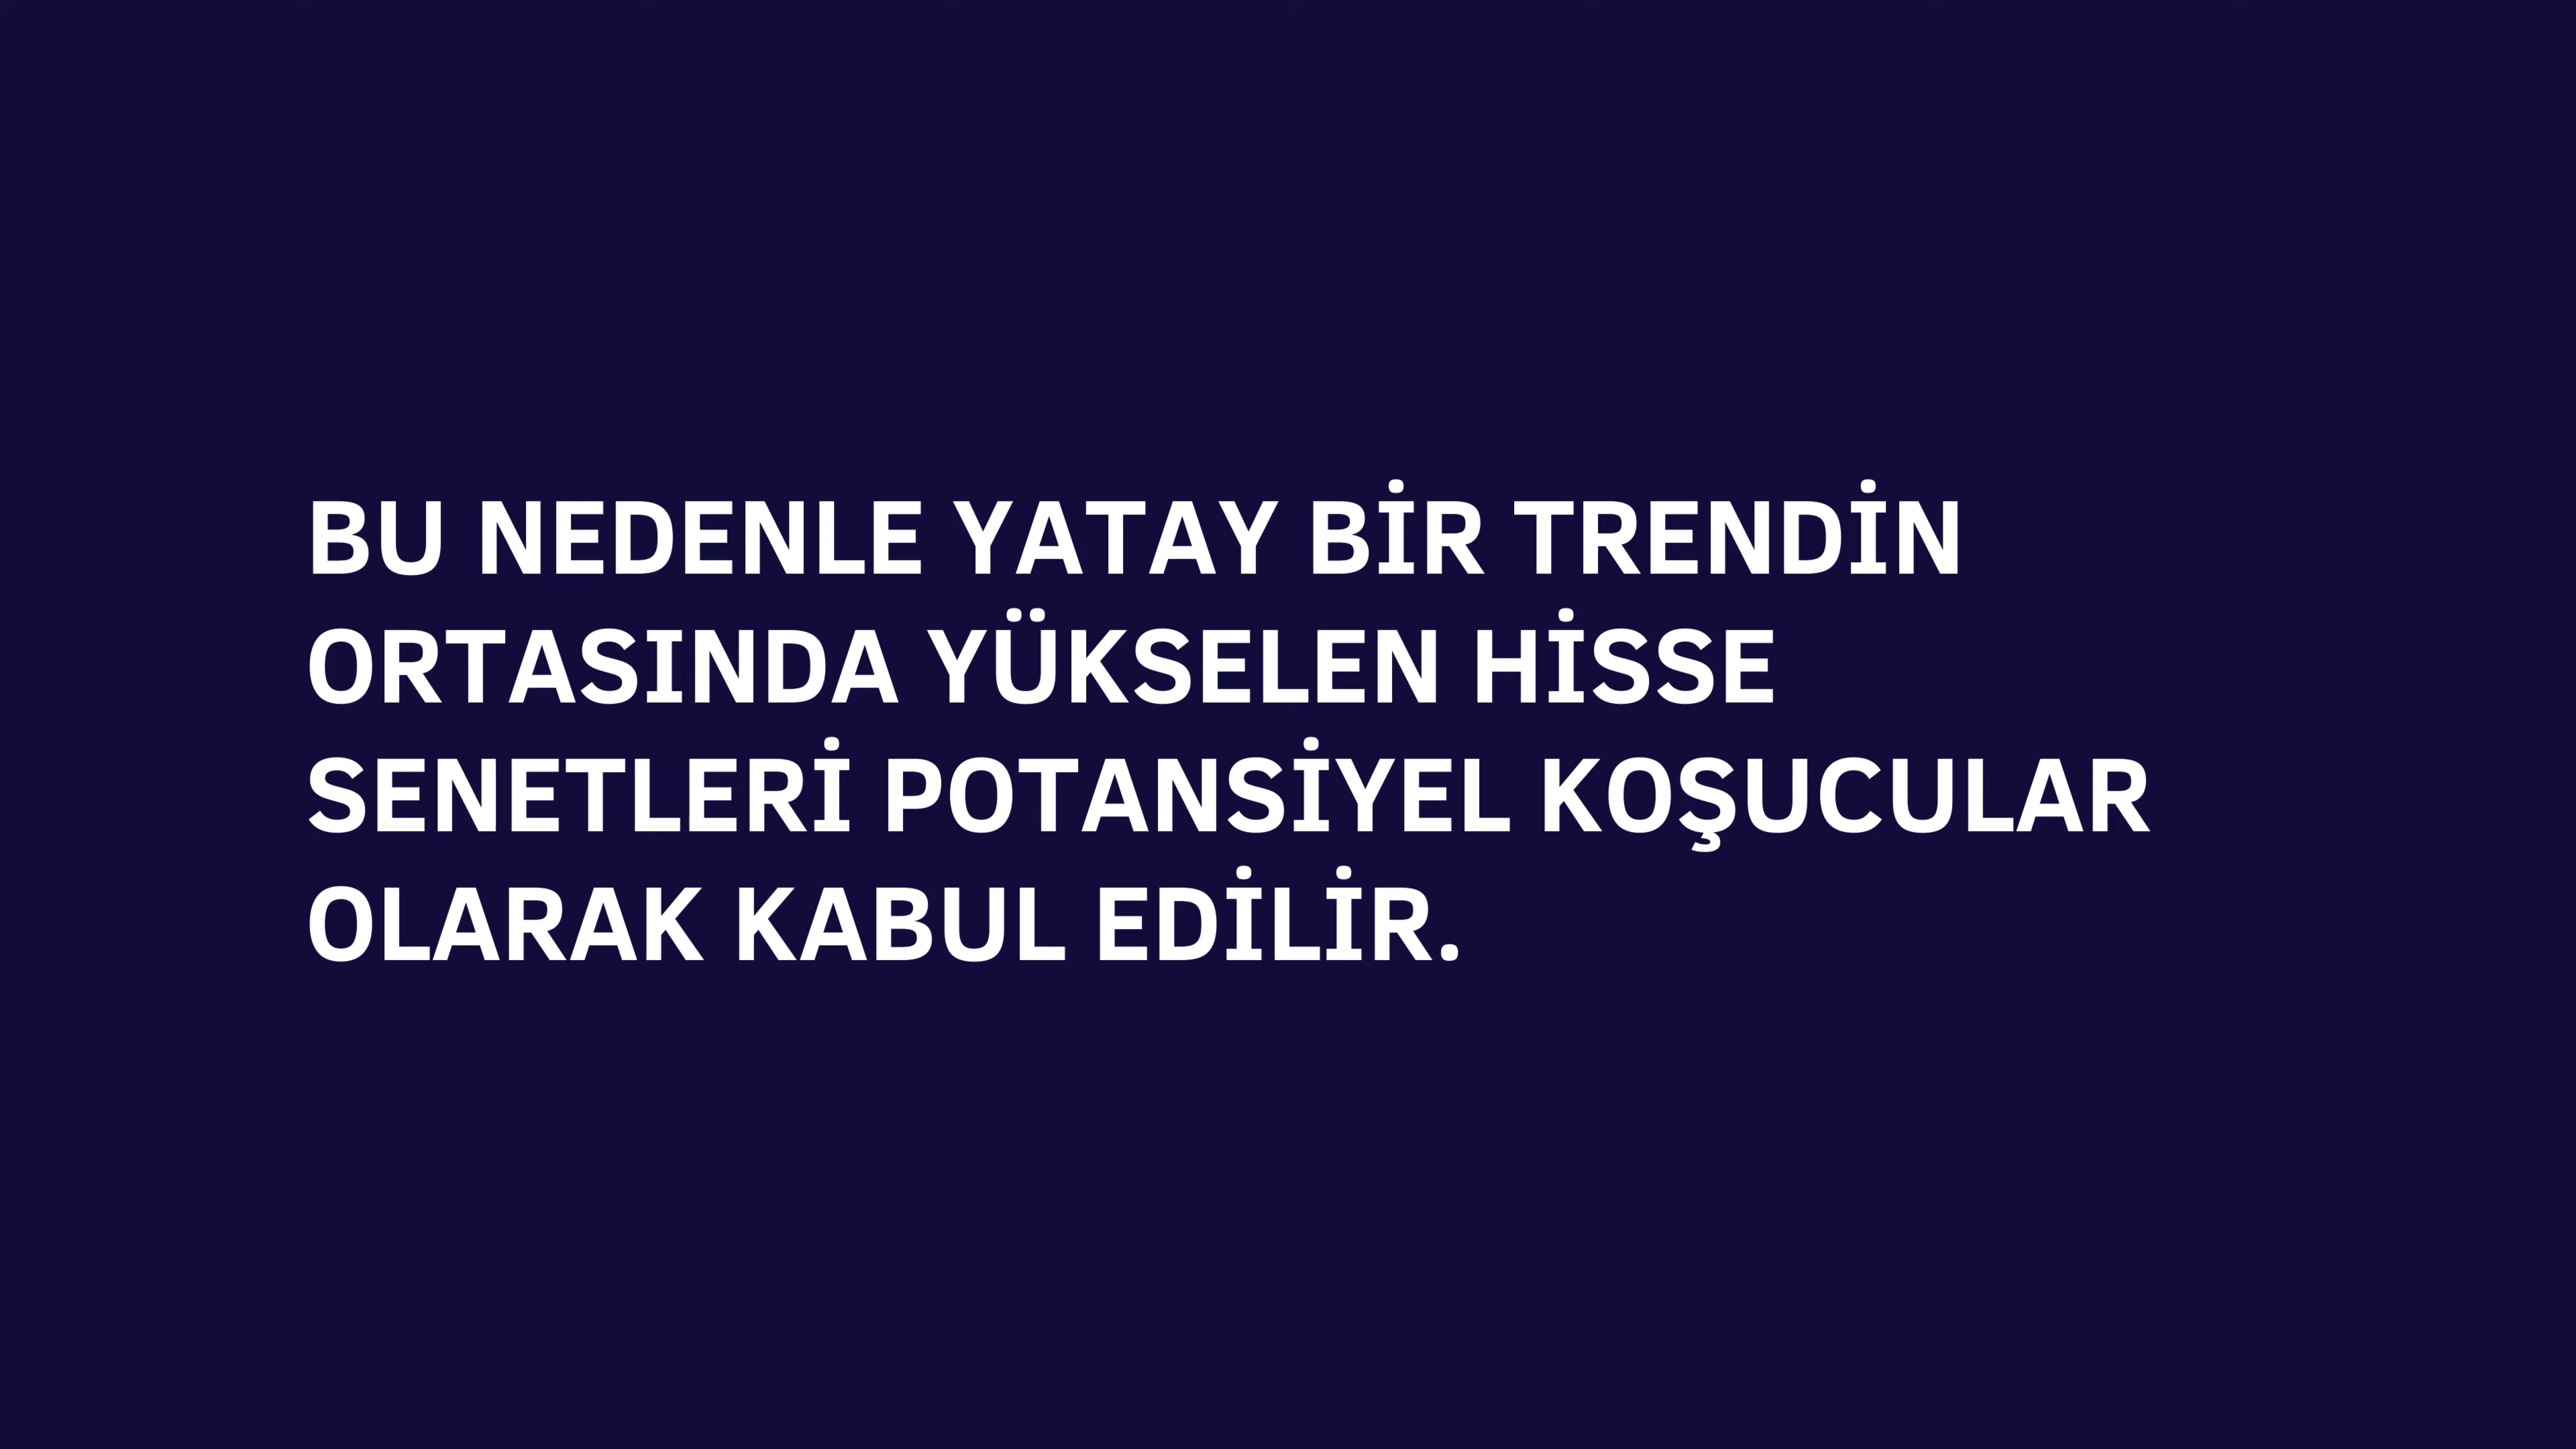 BU NEDENLE YATAY BİR TRENDİN
ORTASINDA YÜKSELEN HİSSE
SENETLERİ POTANSİYEL KOŞUCULAR
OLARAK KABUL EDİLİR.